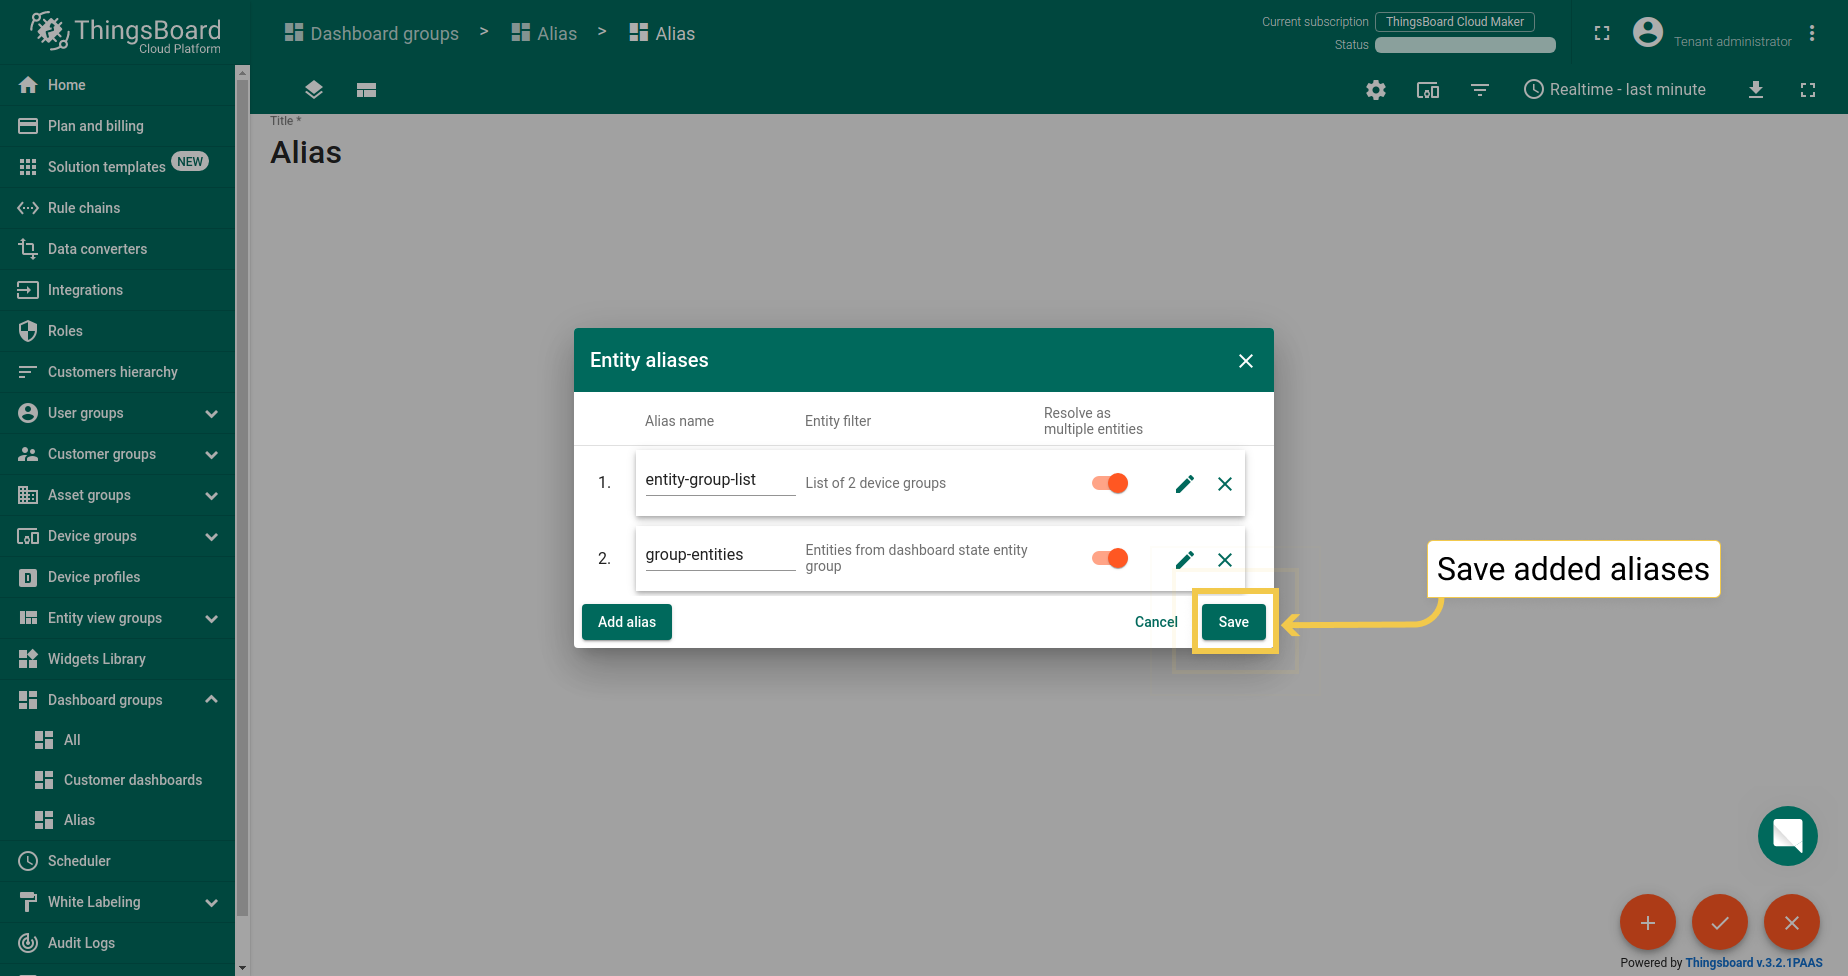 ThingsBoard
Cloud Platform
Dashboard groups > Alias > Alias
Current subscription ThingsBoard Cloud Maker
Status
Tenant administrator
Realtime - last minute
Home
Plan and billing
Solution templates NEW
Rule chains
Data converters
Integrations
Roles
Customers hierarchy
User groups
Customer groups
Asset groups
Device groups
Device profiles
Entity view groups
Widgets Library
Dashboard groups
All
Customer dashboards
Alias
Scheduler
White Labeling
Audit Logs
Title *
Alias
Entity aliases
Alias name
Entity filter
Resolve as
multiple entities
1. entity-group-list List of 2 device groups
2. group-entities Entities from dashboard state entity
group
Add alias
Cancel
Save
Save added aliases
Powered by Thingsboard v.3.2.1PAAS